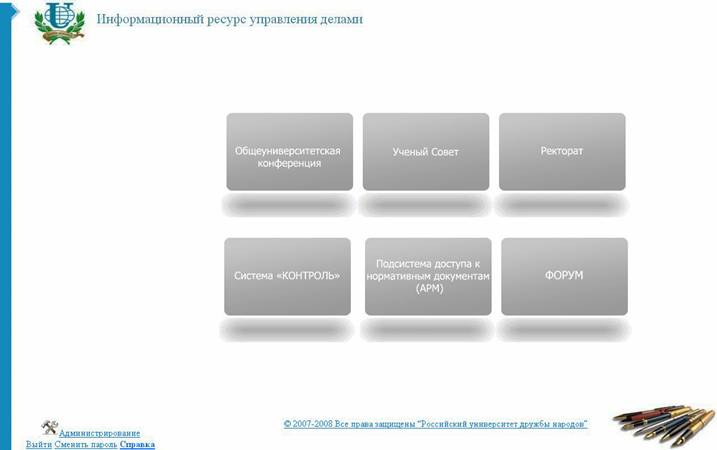 Информационный ресурс управления делами
Общеуниверситетская
конференция
Ученый Совет
Ректорат
Система «КОНТРОЛЬ»
Подсистема доступа к
нормативным документам
(АРМ)
ФОРУМ
Администрирование
Выйти Сменить пароль Справка
© 2007-2008 Все права защищены "Российский университет дружбы народов"